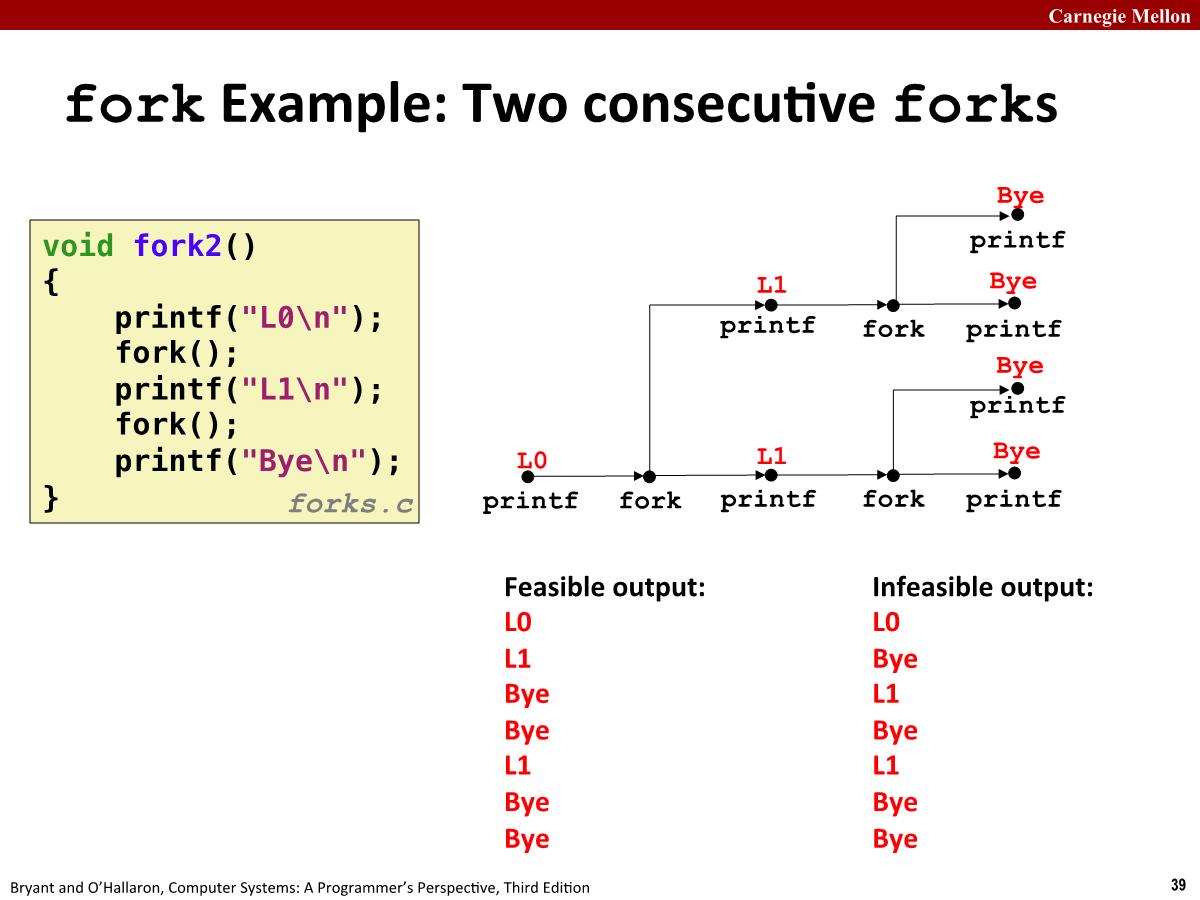 Carnegie Mellon
fork Example: Two consecutive forks
void fork2()
{
    printf("L0\n");
    fork();
    printf("L1\n");
    fork();
    printf("Bye\n");
}
forks.c
Bye
printf
L1
Bye
printf
fork
printf
Bye
printf
L0
L1
Bye
printf
fork
printf
fork
printf
Feasible output:
L0
L1
Bye
Bye
L1
Bye
Bye
Infeasible output:
L0
Bye
L1
Bye
L1
Bye
Bye
Bryant and O'Hallaron, Computer Systems: A Programmer's Perspective, Third Edition
39